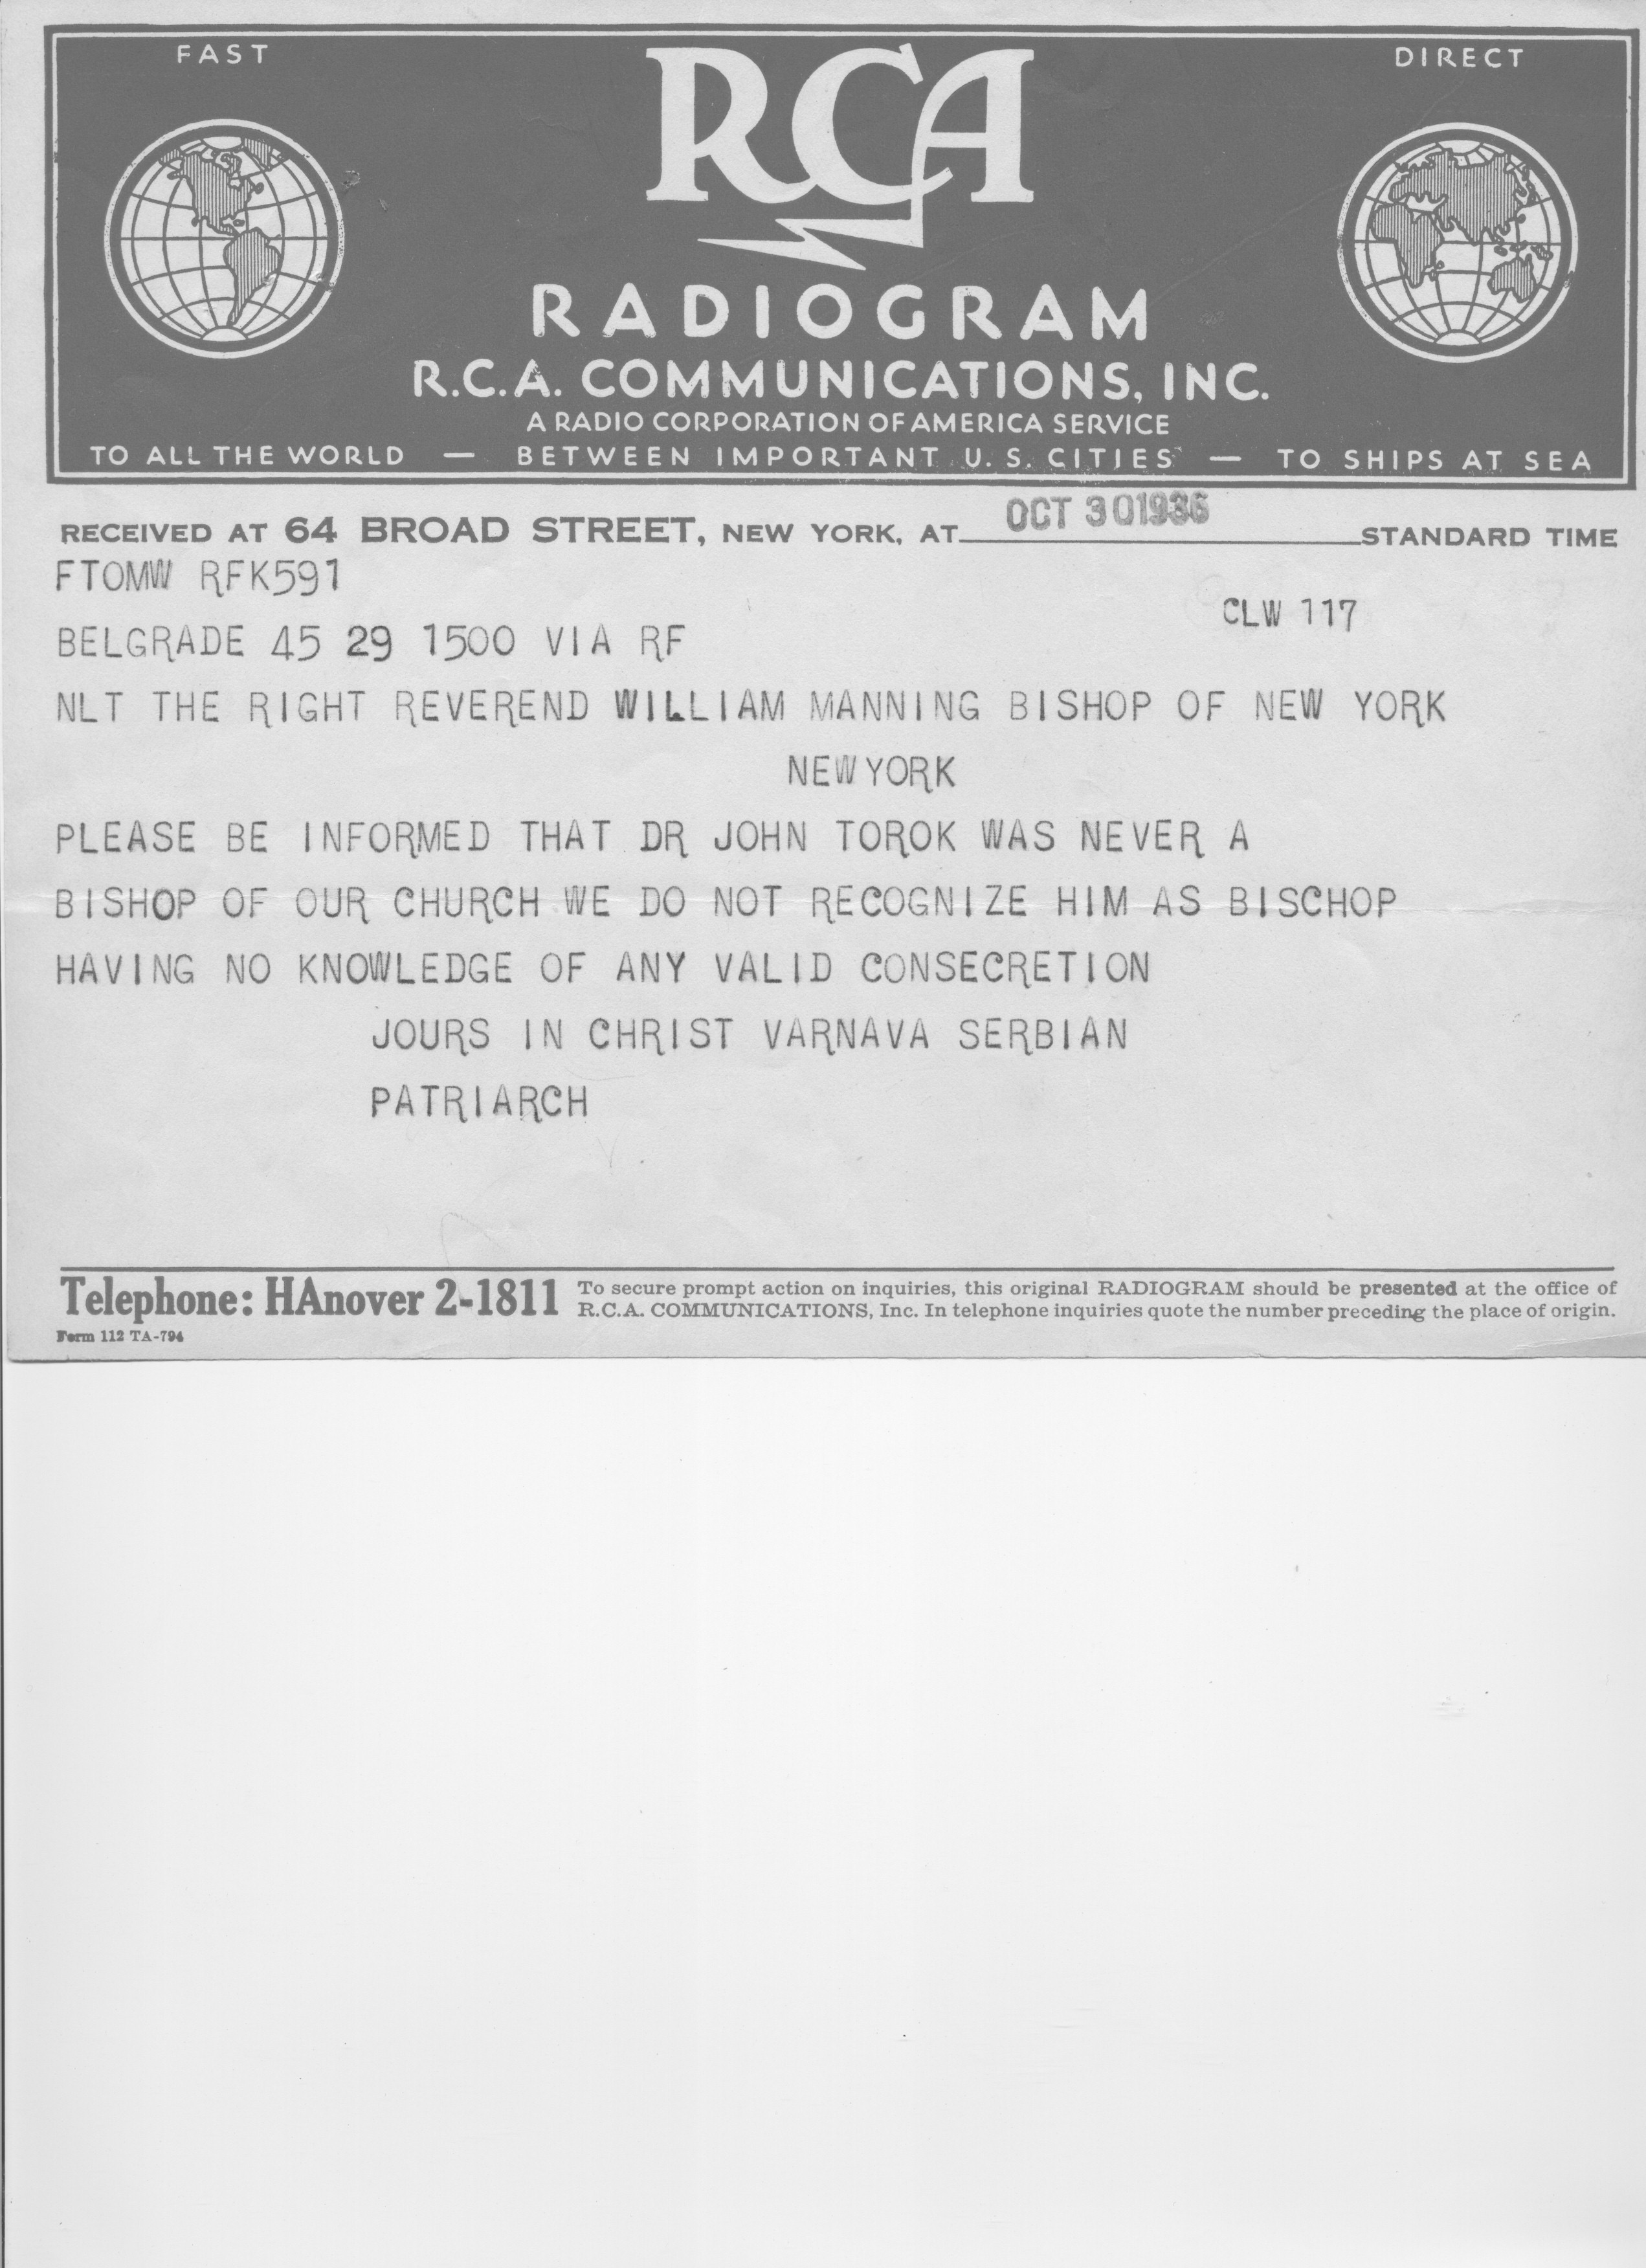 FAST
DIRECT
RCA
RADIOGRAM
R.C.A. COMMUNICATIONS, INC.
A RADIO CORPORATION OF AMERICA SERVICE
TO ALL THE WORLD — BETWEEN IMPORTANT U. S. CITIES — TO SHIPS AT SEA
RECEIVED AT 64 BROAD STREET, NEW YORK, AT OCT 30 1936 STANDARD TIME
FTOMW RFK591
CLW 117
BELGRADE 45 29 1500 VIA RF
NLT THE RIGHT REVEREND WILLIAM MANNING BISHOP OF NEW YORK
NEWYORK
PLEASE BE INFORMED THAT DR JOHN TOROK WAS NEVER A
BISHOP OF OUR CHURCH WE DO NOT RECOGNIZE HIM AS BISCHOP
HAVING NO KNOWLEDGE OF ANY VALID CONSECRETION
JOURS IN CHRIST VARNAVA SERBIAN
PATRIARCH
Telephone: HAnover 2-1811
To secure prompt action on inquiries, this original RADIOGRAM should be presented at the office of
R.C.A. COMMUNICATIONS, Inc. In telephone inquiries quote the number preceding the place of origin.
Form 112 TA-794